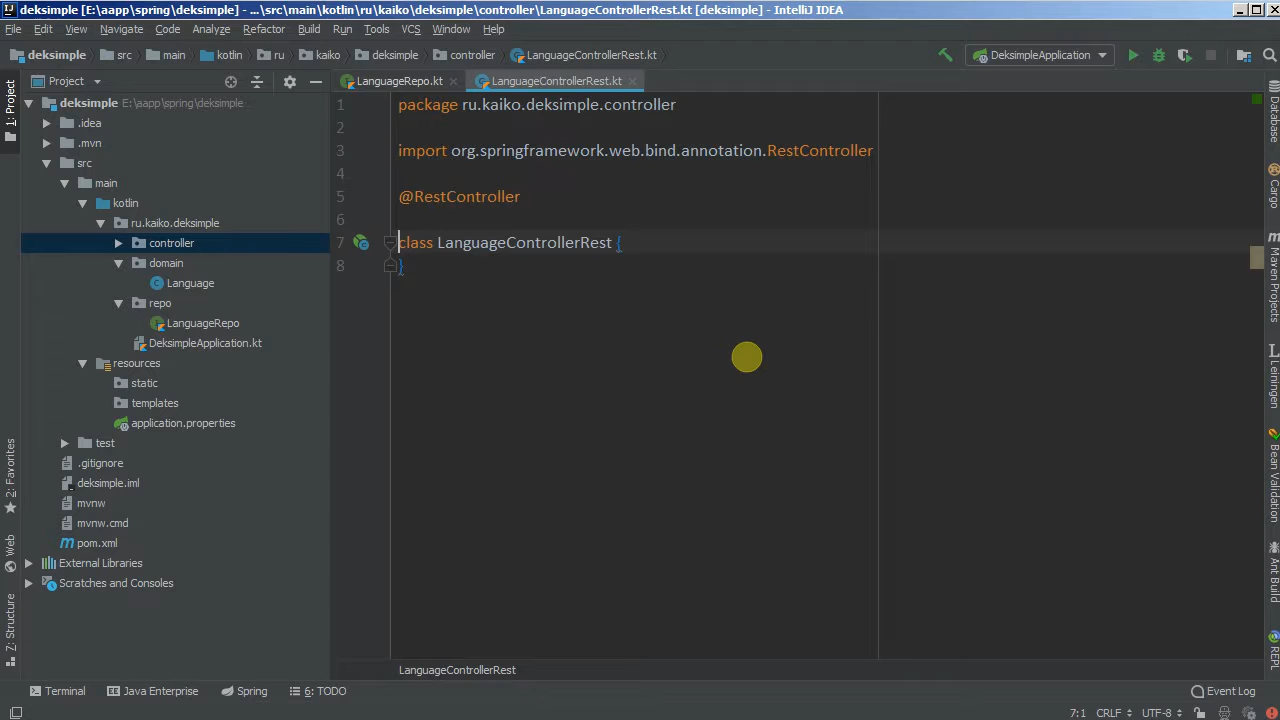 deksimple [E:\aapp\spring\deksimple] - ...\src\main\kotlin\ru\kaiko\deksimple\controller\LanguageControllerRest.kt [deksimple] - IntelliJ IDEA
File Edit View Navigate Code Analyze Refactor Build Run Tools VCS Window Help
deksimple src main kotlin ru kaiko deksimple controller LanguageControllerRest.kt DeksimpleApplication
Project LanguageRepo.kt LanguageControllerRest.kt
deksimple E:\aapp\spring\deksimple
.idea
.mvn
src
main
kotlin
ru.kaiko.deksimple
controller
domain
Language
repo
LanguageRepo
DeksimpleApplication.kt
resources
static
templates
application.properties
test
.gitignore
deksimple.iml
mvnw
mvnw.cmd
pom.xml
External Libraries
Scratches and Consoles
1 package ru.kaiko.deksimple.controller
2
3 import org.springframework.web.bind.annotation.RestController
4
5 @RestController
6
7 class LanguageControllerRest {
8 }
LanguageControllerRest
1: Project
2: Favorites
Web
Z: Structure
Database
Cargo
Maven Projects
Leiningen
Bean Validation
Ant Build
REPL
Terminal Java Enterprise Spring 6: TODO Event Log
7:1 CRLF UTF-8